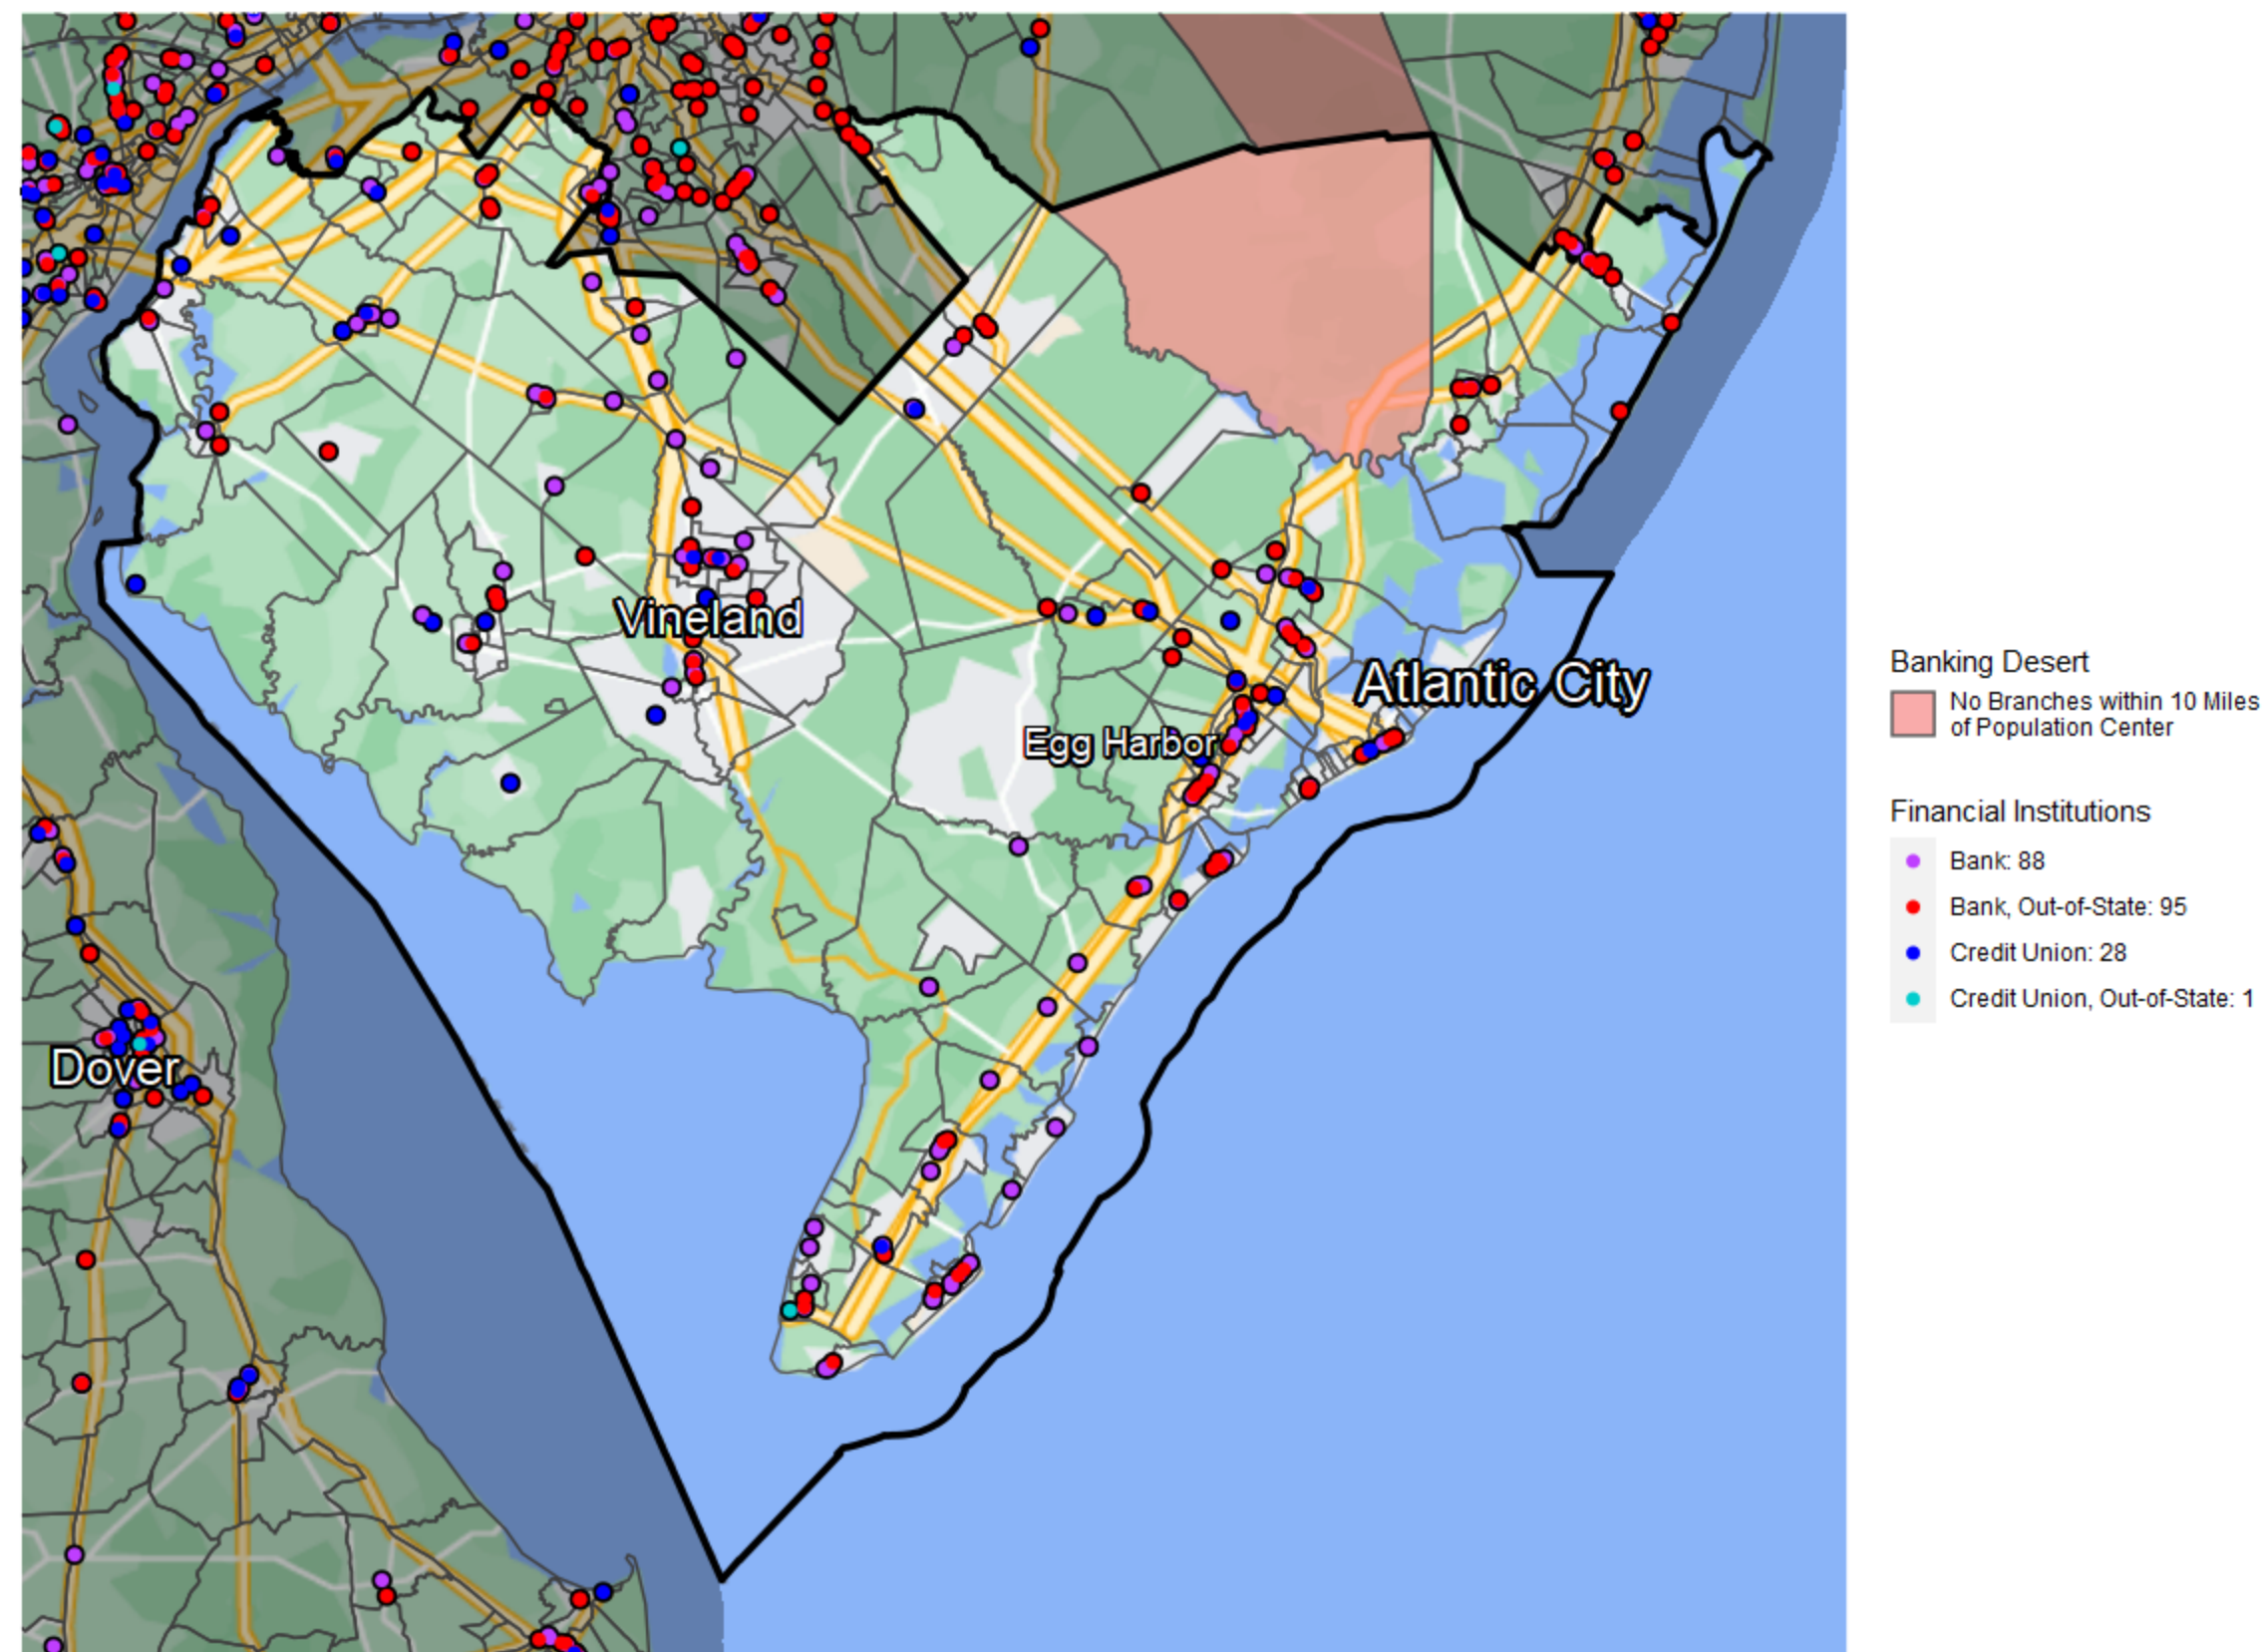 Vineland
Atlantic City
Egg Harbor
Dover
Banking Desert
No Branches within 10 Miles
of Population Center
Financial Institutions
Bank: 88
Bank, Out-of-State: 95
Credit Union: 28
Credit Union, Out-of-State: 1